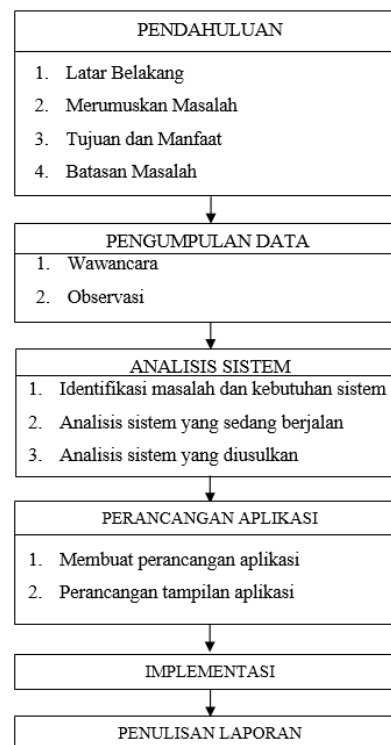 PENDAHULUAN
1. Latar Belakang
2. Merumuskan Masalah
3. Tujuan dan Manfaat
4. Batasan Masalah
PENGUMPULAN DATA
1. Wawancara
2. Observasi
ANALISIS SISTEM
1. Identifikasi masalah dan kebutuhan sistem
2. Analisis sistem yang sedang berjalan
3. Analisis sistem yang diusulkan
PERANCANGAN APLIKASI
1. Membuat perancangan aplikasi
2. Perancangan tampilan aplikasi
IMPLEMENTASI
PENULISAN LAPORAN